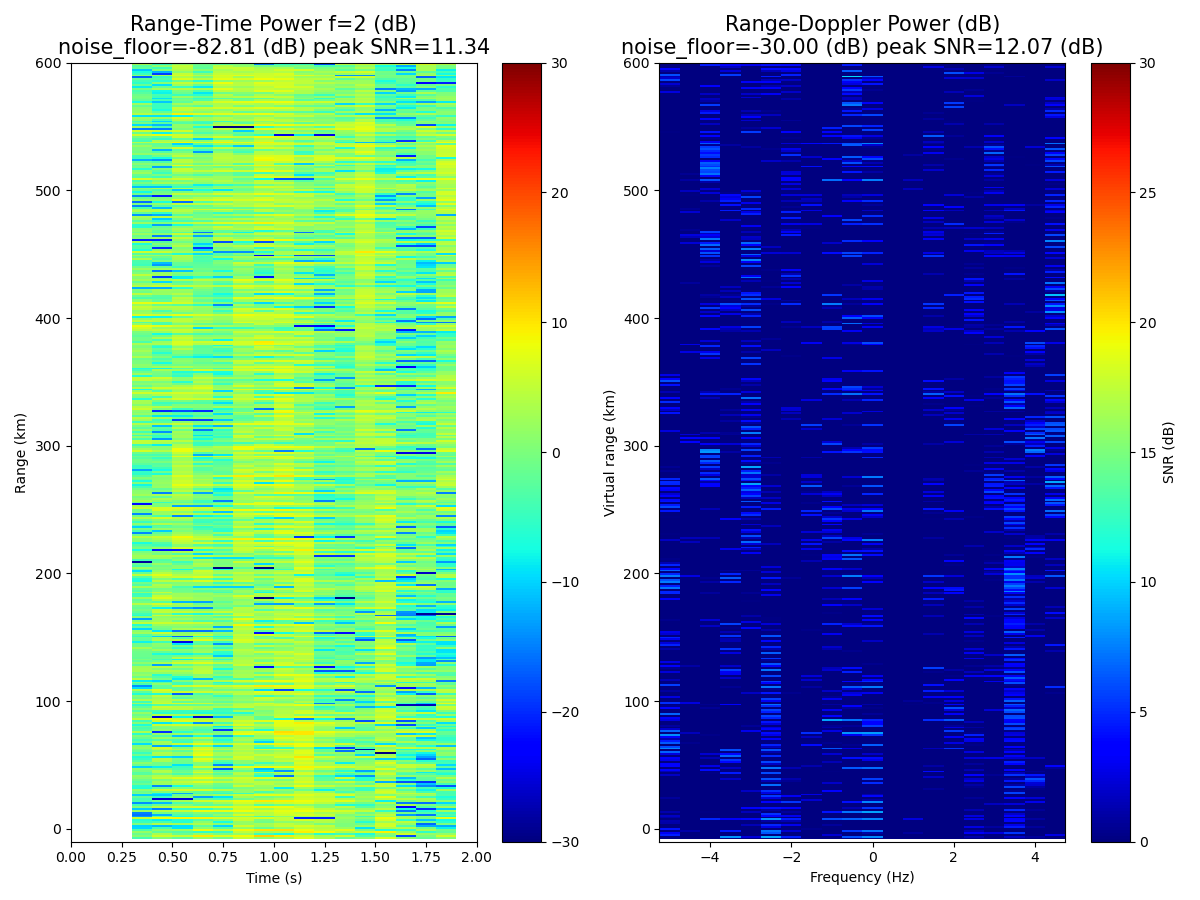 Range-Time Power f=2 (dB)
noise_floor=-82.81 (dB) peak SNR=11.34
Range (km)
600
500
400
300
200
100
0
0.00 0.25 0.50 0.75 1.00 1.25 1.50 1.75 2.00
Time (s)
30
20
10
0
−10
−20
−30
Range-Doppler Power (dB)
noise_floor=-30.00 (dB) peak SNR=12.07 (dB)
Virtual range (km)
600
500
400
300
200
100
0
−4 −2 0 2 4
Frequency (Hz)
30
25
20
15
10
5
0
SNR (dB)